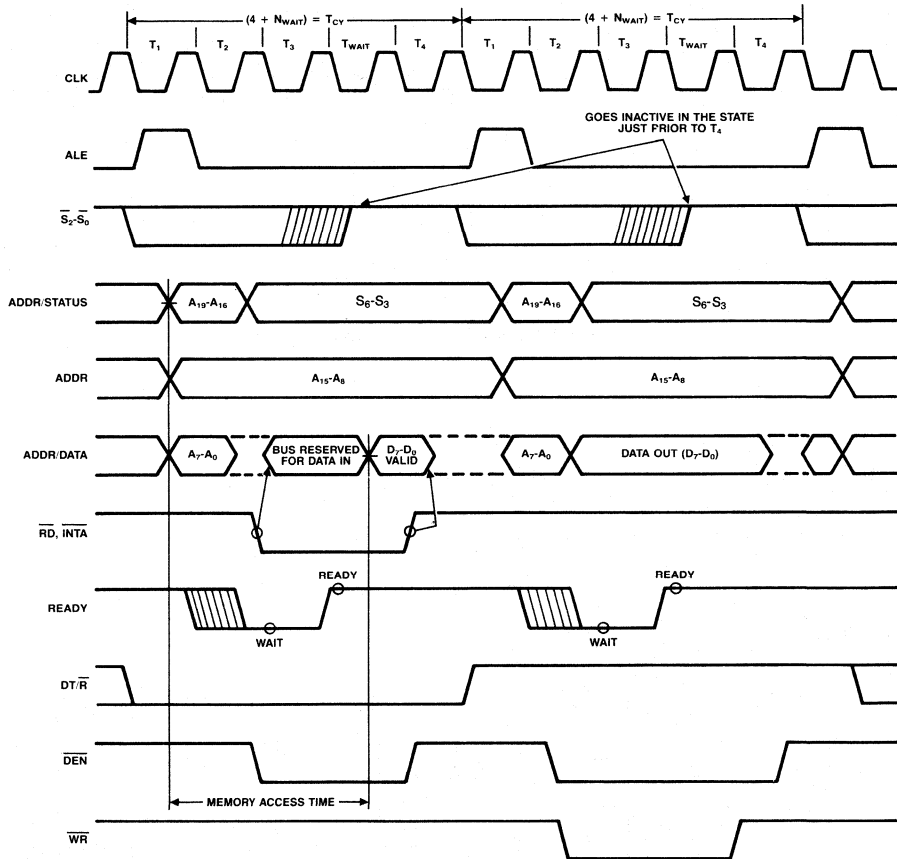 (4 + NWAIT) = TCY (4 + NWAIT) = TCY
T1 T2 T3 TWAIT T4 T1 T2 T3 TWAIT T4
CLK
GOES INACTIVE IN THE STATE
JUST PRIOR TO T4
ALE
S2-S0
ADDR/STATUS A19-A16 S6-S3 A19-A16 S6-S3
ADDR A15-A8 A15-A8
ADDR/DATA A7-A0 BUS RESERVED FOR DATA IN D7-D0 VALID A7-A0 DATA OUT (D7-D0)
RD, INTA
READY READY
READY
WAIT WAIT
DT/R
DEN
MEMORY ACCESS TIME
WR